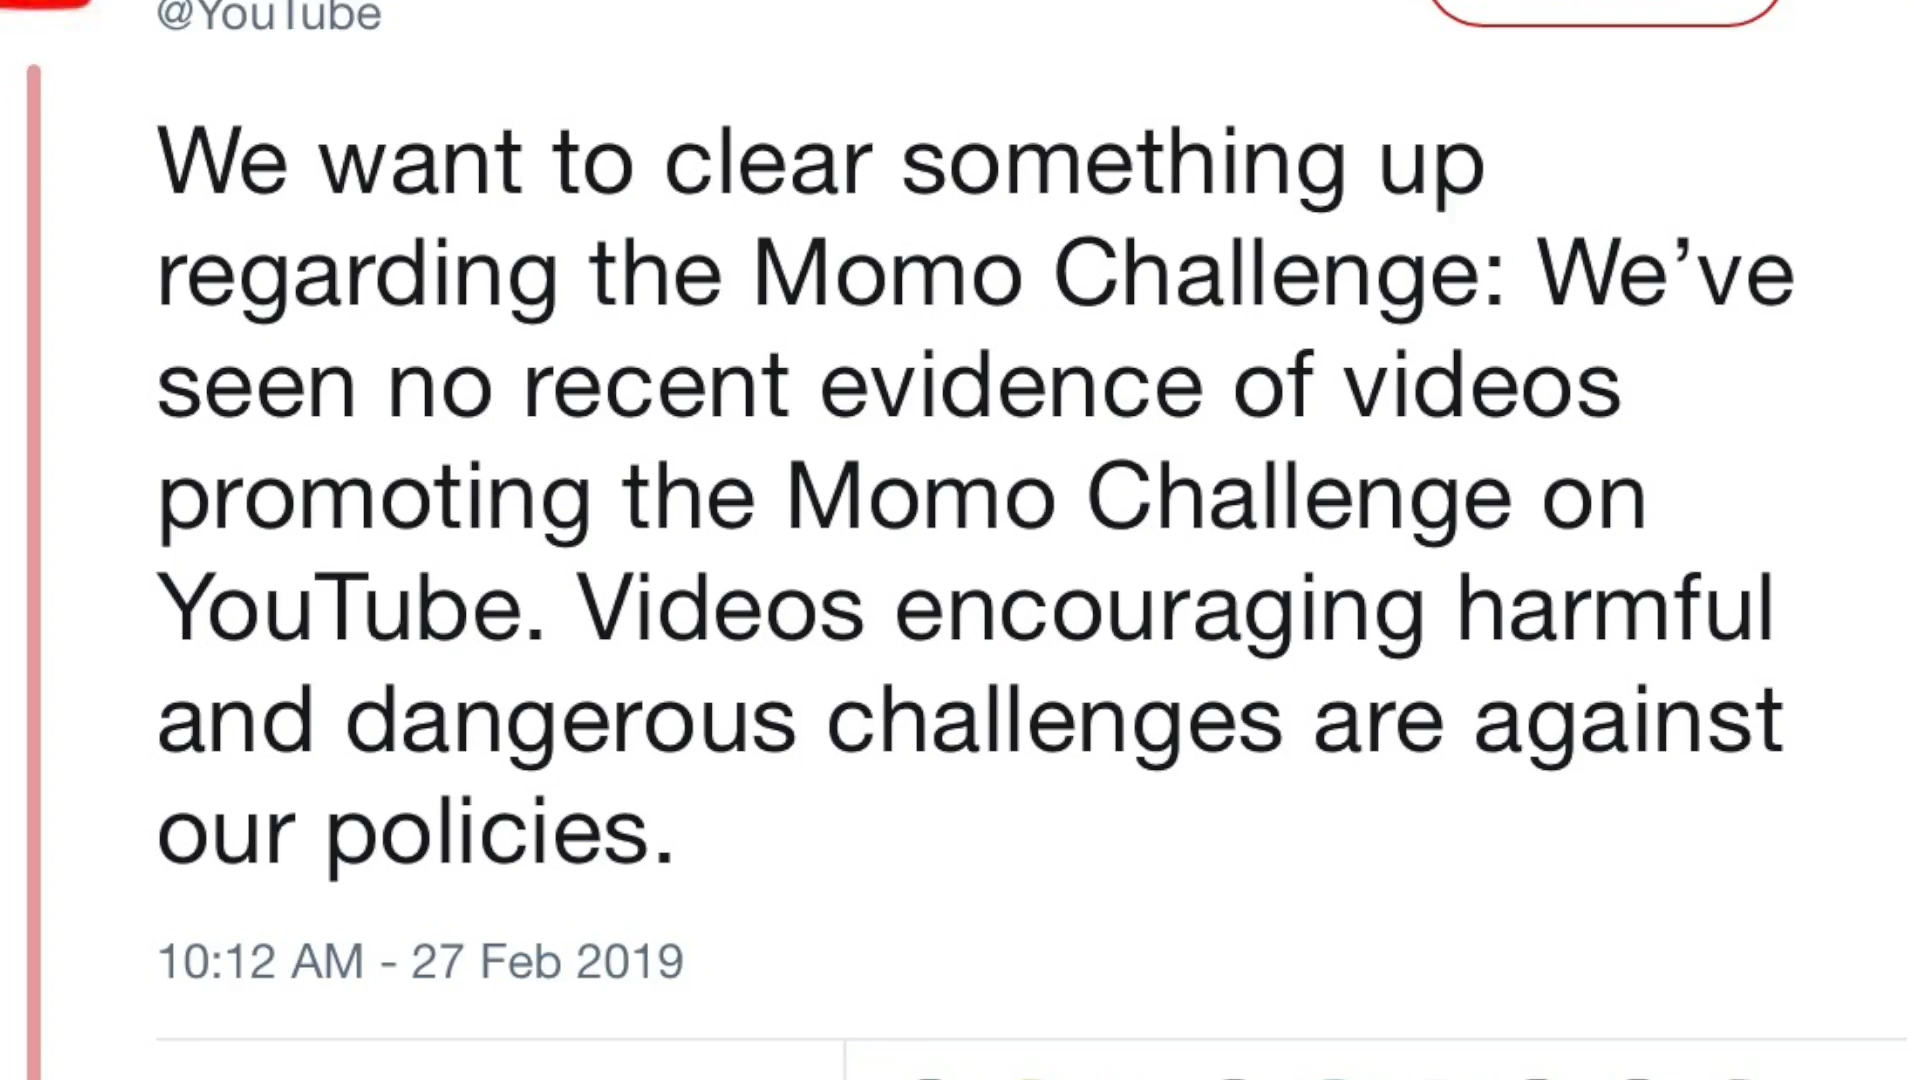 @YouTube
We want to clear something up
regarding the Momo Challenge: We’ve
seen no recent evidence of videos
promoting the Momo Challenge on
YouTube. Videos encouraging harmful
and dangerous challenges are against
our policies.
10:12 AM - 27 Feb 2019